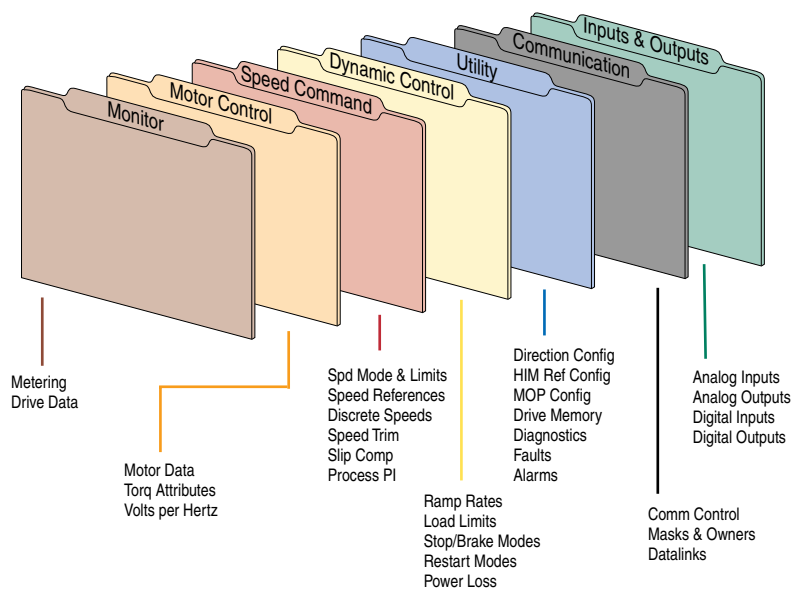 Monitor
Motor Control
Speed Command
Dynamic Control
Utility
Communication
Inputs & Outputs
Metering
Drive Data
Motor Data
Torq Attributes
Volts per Hertz
Spd Mode & Limits
Speed References
Discrete Speeds
Speed Trim
Slip Comp
Process PI
Ramp Rates
Load Limits
Stop/Brake Modes
Restart Modes
Power Loss
Direction Config
HIM Ref Config
MOP Config
Drive Memory
Diagnostics
Faults
Alarms
Comm Control
Masks & Owners
Datalinks
Analog Inputs
Analog Outputs
Digital Inputs
Digital Outputs